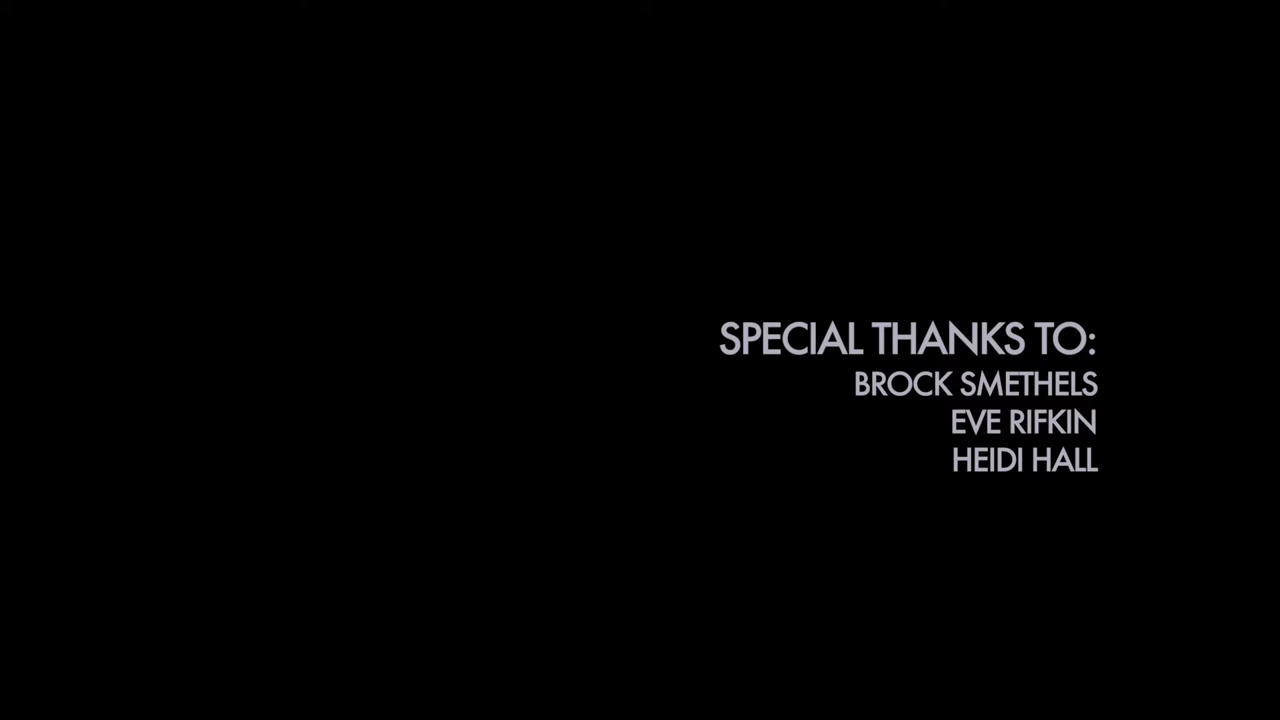 SPECIAL THANKS TO:
BROCK SMETHELS
EVE RIFKIN
HEIDI HALL